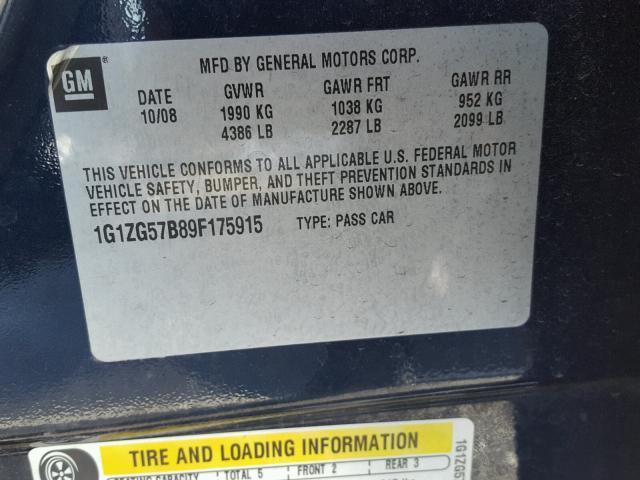 GM
MFD BY GENERAL MOTORS CORP.
DATE GVWR GAWR FRT GAWR RR
10/08 1990 KG 1038 KG 952 KG
4386 LB 2287 LB 2099 LB
THIS VEHICLE CONFORMS TO ALL APPLICABLE U.S. FEDERAL MOTOR
VEHICLE SAFETY, BUMPER, AND THEFT PREVENTION STANDARDS IN
EFFECT ON THE DATE OF MANUFACTURE SHOWN ABOVE.
1G1ZG57B89F175915 TYPE: PASS CAR
TIRE AND LOADING INFORMATION
SEATING CAPACITY TOTAL 5 FRONT 2 REAR 3
1G1ZG5